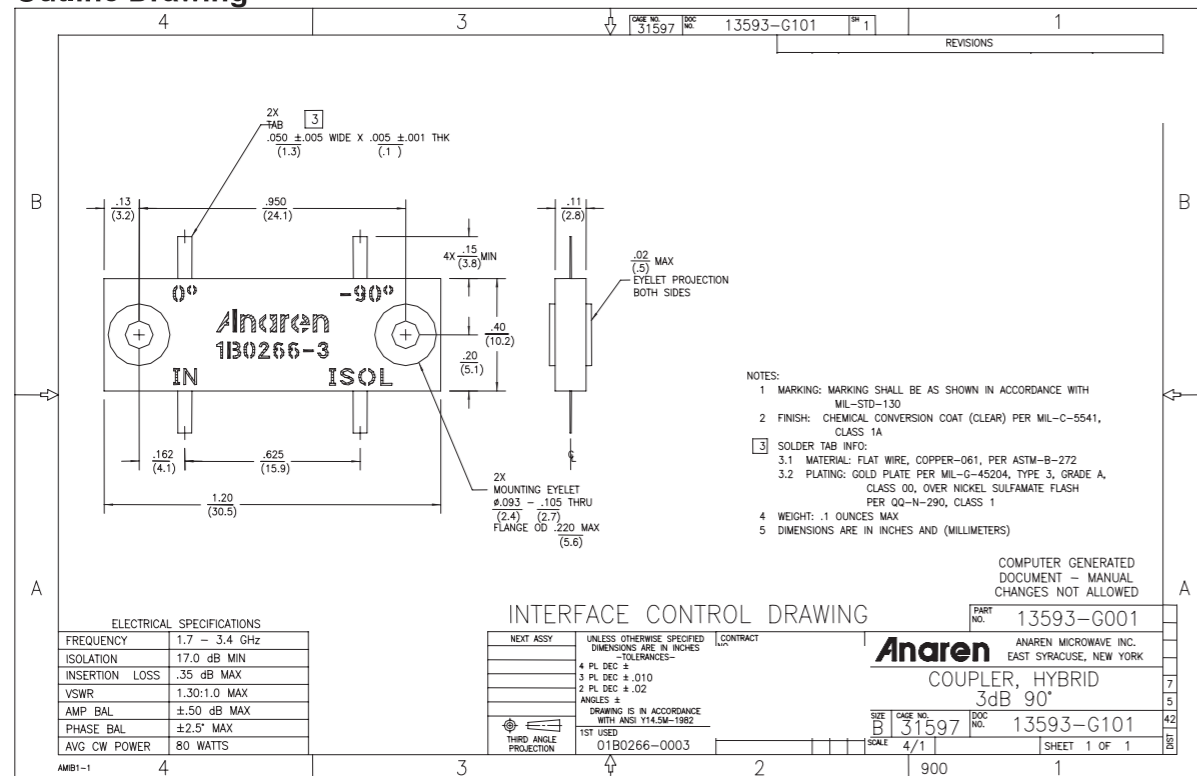 Outline Drawing
4
3
CAGE NO. 31597 DOC NO. 13593-G101 SH 1
1
REVISIONS
2X
TAB 3
.050 ±.005 WIDE X .005 ±.001 THK
(1.3) (.1 )
B
B
.13
(3.2)
.950
(24.1)
.11
(2.8)
4X .15 MIN
(3.8)
.02 MAX
(.5)
EYELET PROJECTION
BOTH SIDES
0° -90°
Anaren
1B0266-3
IN ISOL
.40
(10.2)
.20
(5.1)
.162
(4.1)
.625
(15.9)
1.20
(30.5)
2X
MOUNTING EYELET
ø.093 - .105 THRU
(2.4) (2.7)
FLANGE OD .220 MAX
(5.6)
NOTES:
1 MARKING: MARKING SHALL BE AS SHOWN IN ACCORDANCE WITH
MIL-STD-130
2 FINISH: CHEMICAL CONVERSION COAT (CLEAR) PER MIL-C-5541,
CLASS 1A
3 SOLDER TAB INFO:
3.1 MATERIAL: FLAT WIRE, COPPER-061, PER ASTM-B-272
3.2 PLATING: GOLD PLATE PER MIL-G-45204, TYPE 3, GRADE A,
CLASS 00, OVER NICKEL SULFAMATE FLASH
PER QQ-N-290, CLASS 1
4 WEIGHT: .1 OUNCES MAX
5 DIMENSIONS ARE IN INCHES AND (MILLIMETERS)
COMPUTER GENERATED
DOCUMENT - MANUAL
CHANGES NOT ALLOWED
A
A
ELECTRICAL SPECIFICATIONS
FREQUENCY 1.7 - 3.4 GHz
ISOLATION 17.0 dB MIN
INSERTION LOSS .35 dB MAX
VSWR 1.30:1.0 MAX
AMP BAL ±.50 dB MAX
PHASE BAL ±2.5° MAX
AVG CW POWER 80 WATTS
AMIB1-1
INTERFACE CONTROL DRAWING
NEXT ASSY
UNLESS OTHERWISE SPECIFIED
DIMENSIONS ARE IN INCHES
-TOLERANCES-
4 PL DEC ±
3 PL DEC ± .010
2 PL DEC ± .02
ANGLES ±
DRAWING IS IN ACCORDANCE
WITH ANSI Y14.5M-1982
1ST USED
01B0266-0003
THIRD ANGLE
PROJECTION
CONTRACT
NO.
PART NO. 13593-G001
Anaren
ANAREN MICROWAVE INC.
EAST SYRACUSE, NEW YORK
COUPLER, HYBRID
3dB 90°
SIZE B CAGE NO. 31597 DOC NO. 13593-G101
SCALE 4/1 SHEET 1 OF 1
7
5
42
DIST
4
3
2
900
1